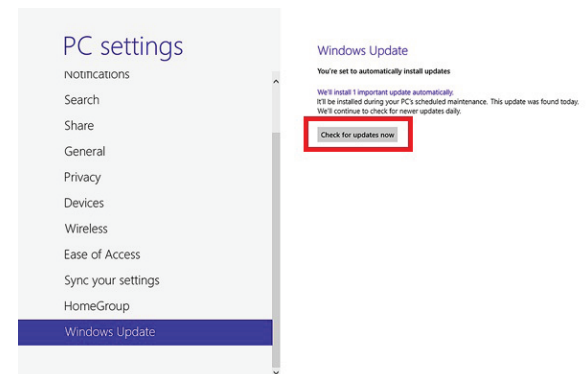 PC settings
Notifications
Search
Share
General
Privacy
Devices
Wireless
Ease of Access
Sync your settings
HomeGroup
Windows Update
Windows Update
You're set to automatically install updates
We'll install 1 important update automatically.
It'll be installed during your PC's scheduled maintenance. This update was found today.
We'll continue to check for newer updates daily.
Check for updates now